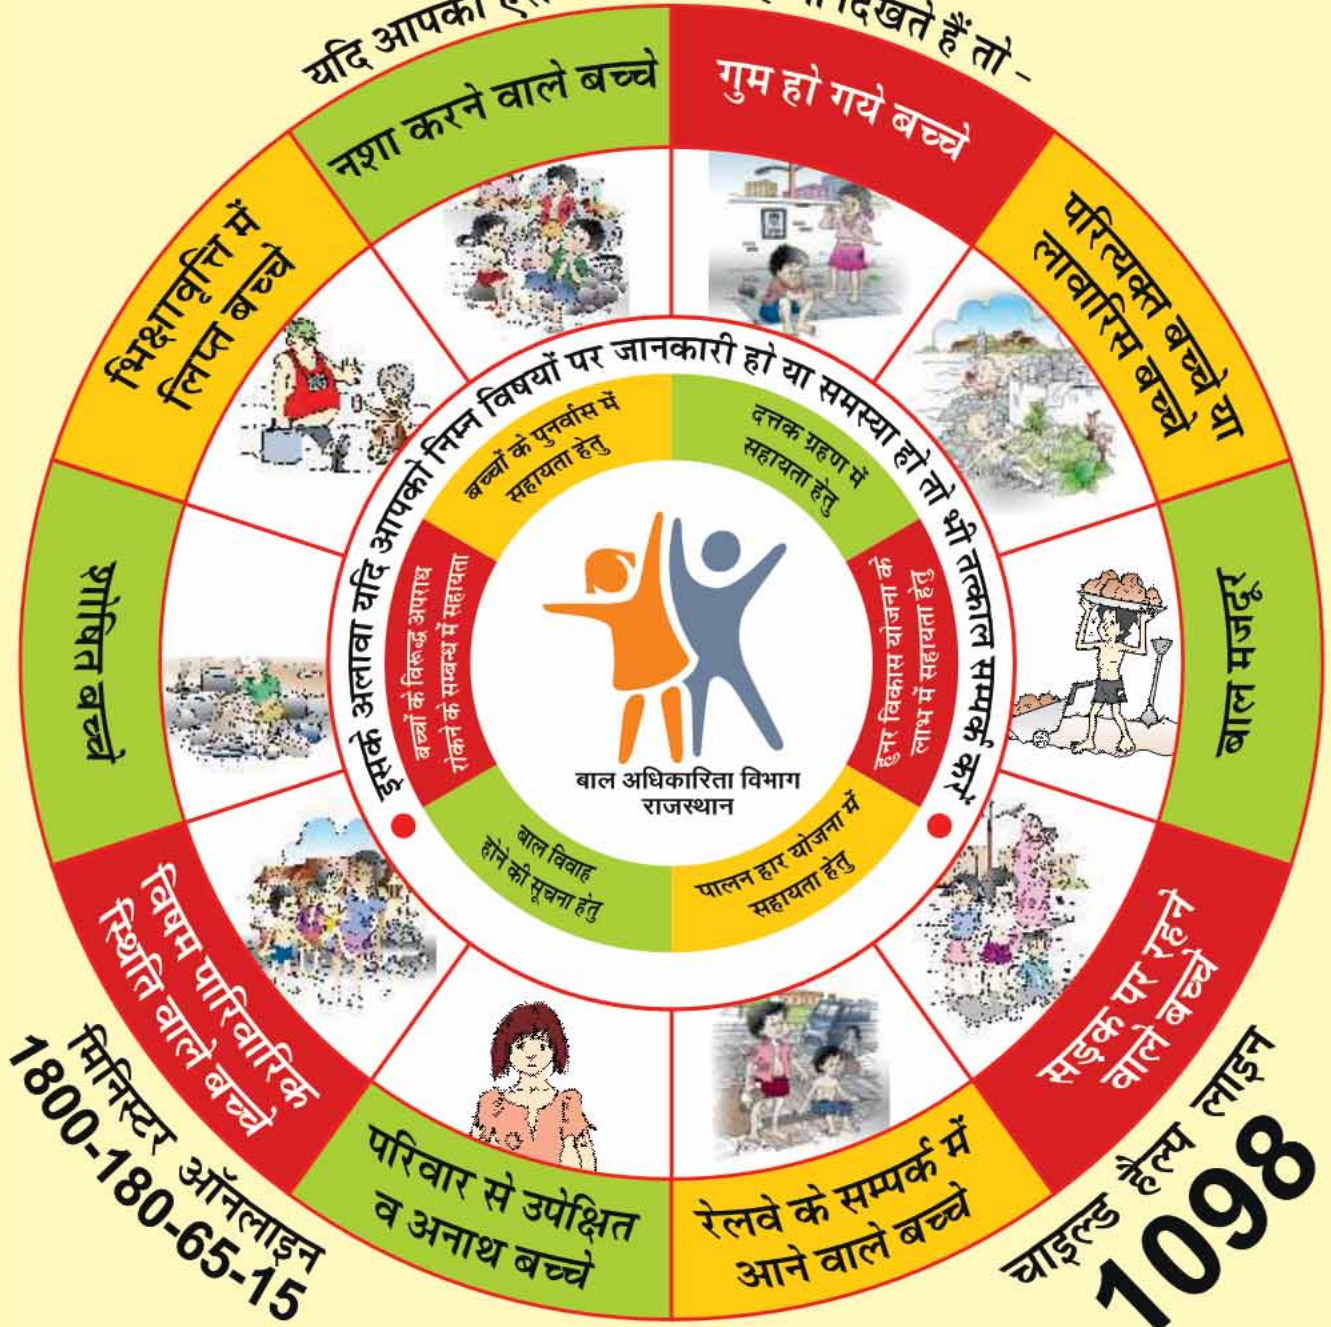 यदि आपको
दिखते हैं तो -
गुम हो गये बच्चे
परित्यक्त बच्चे या
लावारिस बच्चे
बाल मजदूर
सड़क पर रहने
वाले बच्चे
रेलवे के सम्पर्क में
आने वाले बच्चे
परिवार से उपेक्षित
व अनाथ बच्चे
विषम पारिवारिक
स्थिति वाले बच्चे
शोषित बच्चे
भिक्षावृत्ति में
लिप्त बच्चे
नशा करने वाले बच्चे
इसके अलावा यदि आपको निम्न विषयों पर जानकारी हो या समस्या हो तो भी तत्काल सम्पर्क करें
दत्तक ग्रहण में
सहायता हेतु
हुनर विकास योजना के
लाभ में सहायता हेतु
पालन हार योजना में
सहायता हेतु
बाल विवाह
होने की सूचना हेतु
बच्चों के विरूद्ध अपराध
रोकने के सम्बन्ध में सहायता
बच्चों के पुनर्वास में
सहायता हेतु
बाल अधिकारिता विभाग
राजस्थान
मिनिस्टर ऑनलाइन
1800-180-65-15
चाइल्ड हैल्प लाइन
1098